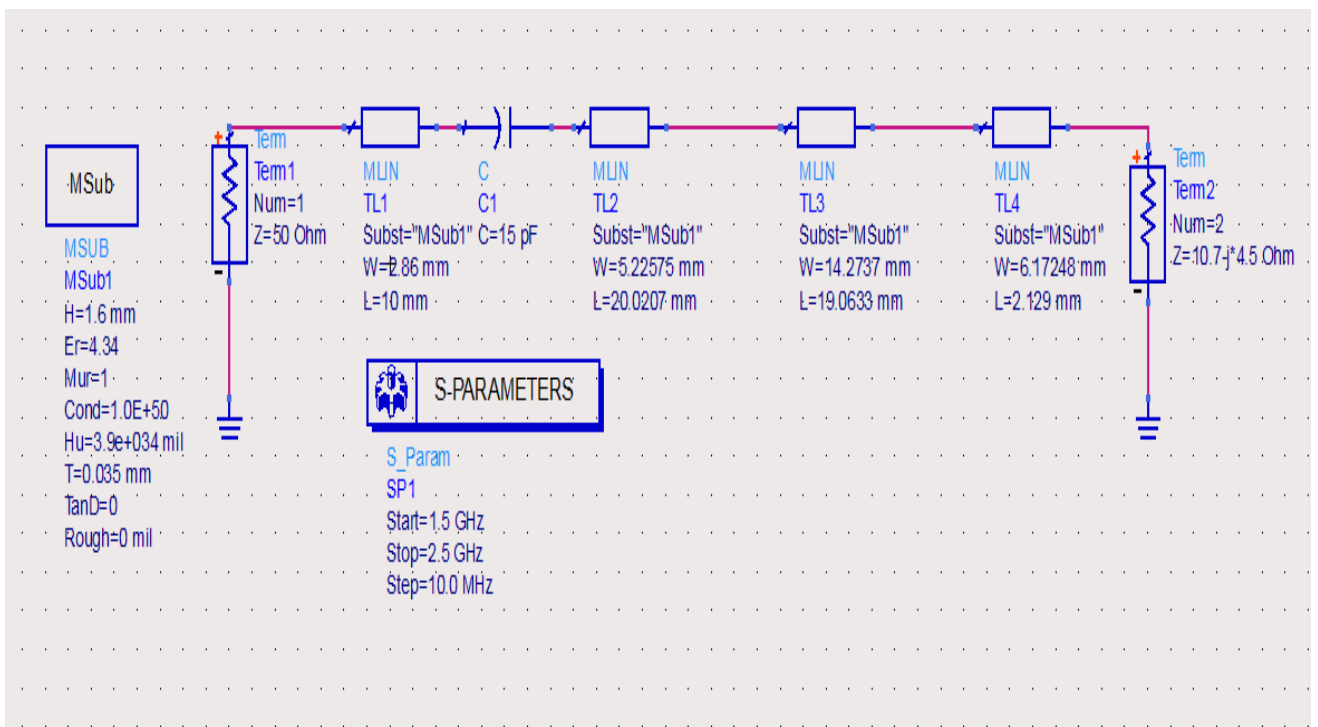 MSub
MSUB
MSub1
H=1.6 mm
Er=4.34
Mur=1
Cond=1.0E+50
Hu=3.9e+034 mil
T=0.035 mm
TanD=0
Rough=0 mil
+
-
Term
Term1
Num=1
Z=50 Ohm
MLIN
TL1
Subst="MSub1"
W=2.86 mm
L=10 mm
C
C1
C=15 pF
MLIN
TL2
Subst="MSub1"
W=5.22575 mm
L=20.0207 mm
MLIN
TL3
Subst="MSub1"
W=14.2737 mm
L=19.0633 mm
MLIN
TL4
Subst="MSub1"
W=6.17248 mm
L=2.129 mm
+
-
Term
Term2
Num=2
Z=10.7-j*4.5 Ohm
S-PARAMETERS
S_Param
SP1
Start=1.5 GHz
Stop=2.5 GHz
Step=10.0 MHz